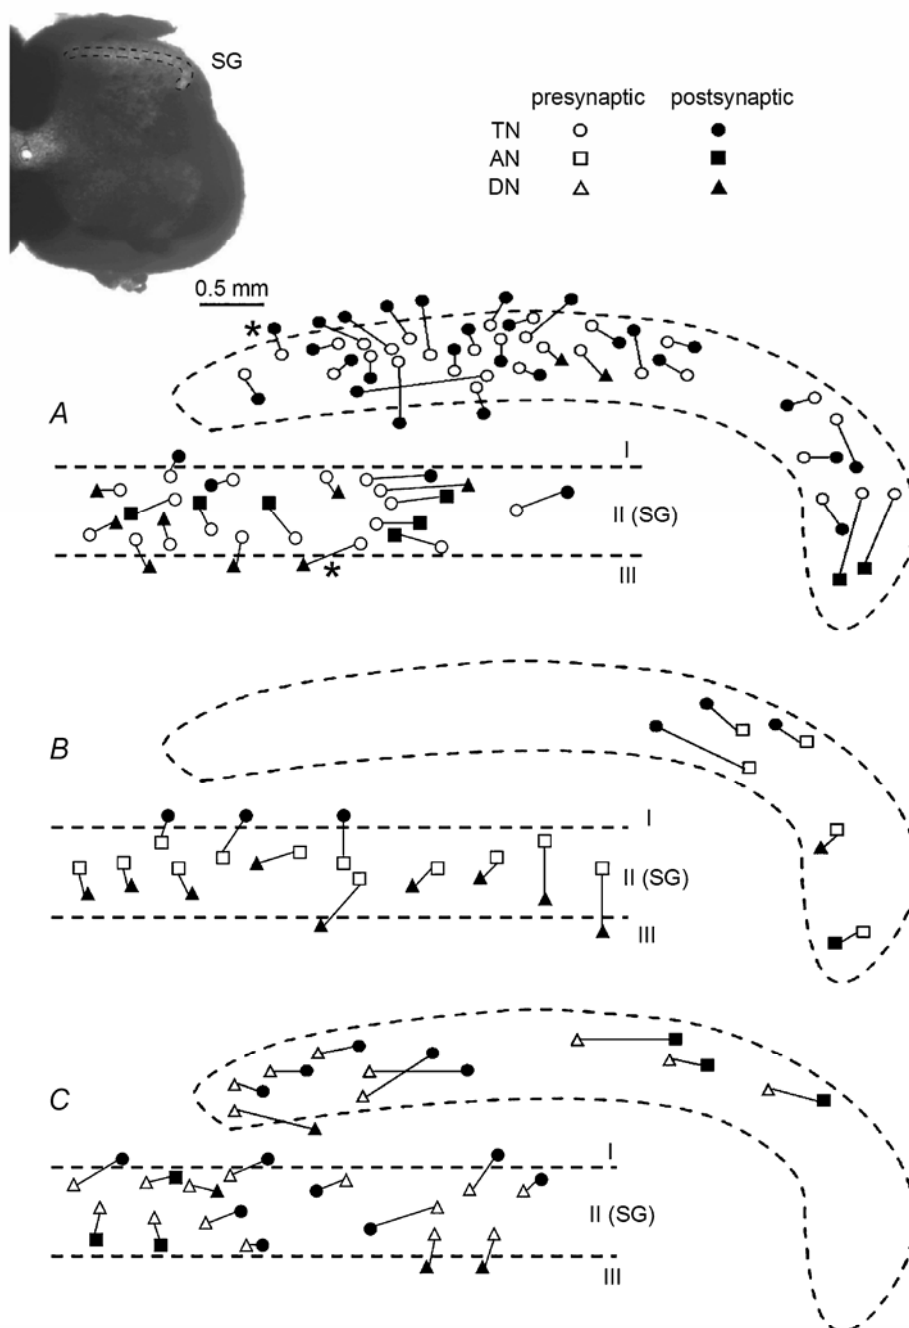 SG
presynaptic postsynaptic
TN
AN
DN
0.5 mm
*
A
I
II (SG)
*
III
B
I
II (SG)
III
C
I
II (SG)
III